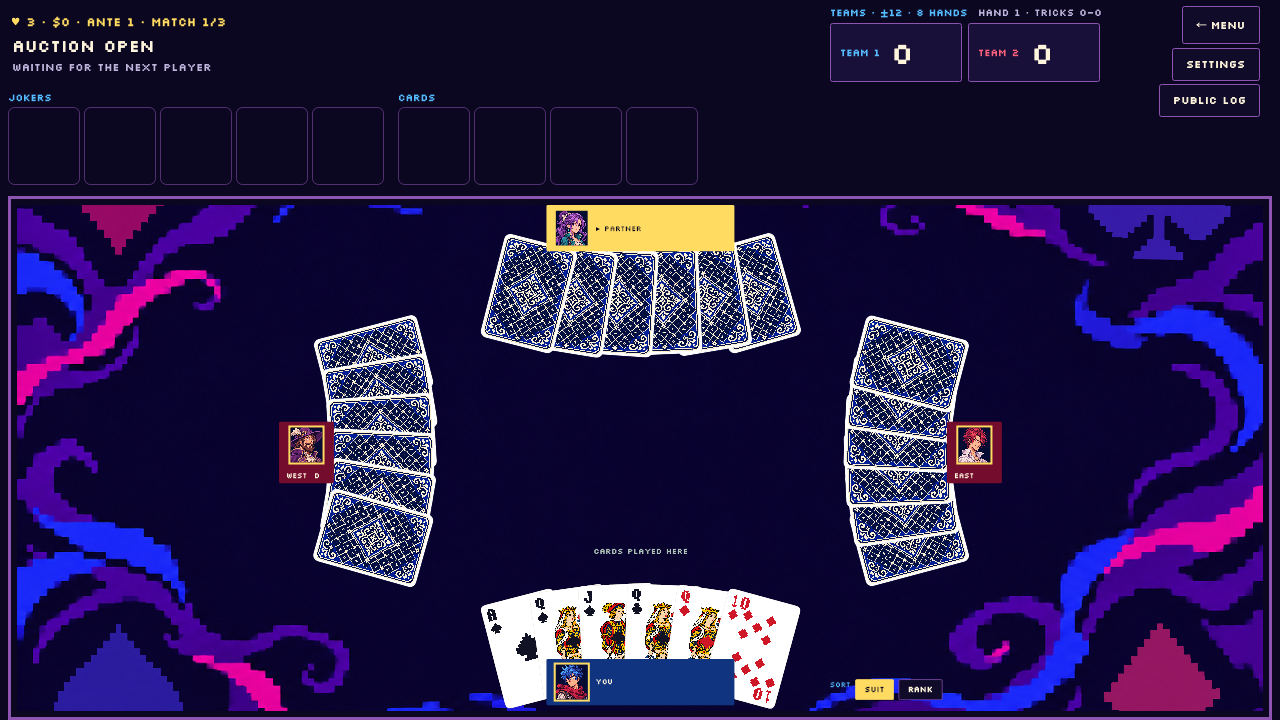 ♥ 3 · $0 · ANTE 1 · MATCH 1/3
AUCTION OPEN
WAITING FOR THE NEXT PLAYER
TEAMS · ±12 · 8 HANDS HAND 1 · TRICKS 0-0
TEAM 1 0
TEAM 2 0
← MENU
SETTINGS
PUBLIC LOG
JOKERS
CARDS
▸ PARTNER
WEST D
EAST
CARDS PLAYED HERE
A Q J Q Q 10
10
YOU
SORT SUIT RANK